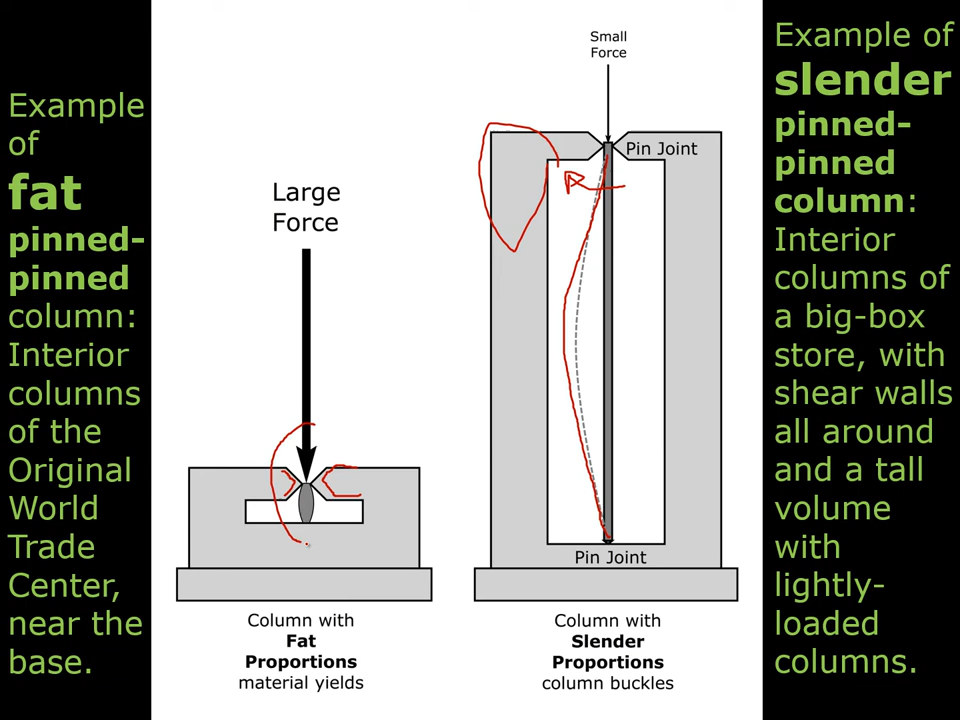 Example
of
fat
pinned-
pinned
column:
Interior
columns
of the
Original
World
Trade
Center,
near the
base.
Large
Force
Column with
Fat
Proportions
material yields
Small
Force
Pin Joint
Pin Joint
Column with
Slender
Proportions
column buckles
Example of
slender
pinned-
pinned
column:
Interior
columns of
a big-box
store, with
shear walls
all around
and a tall
volume
with
lightly-
loaded
columns.